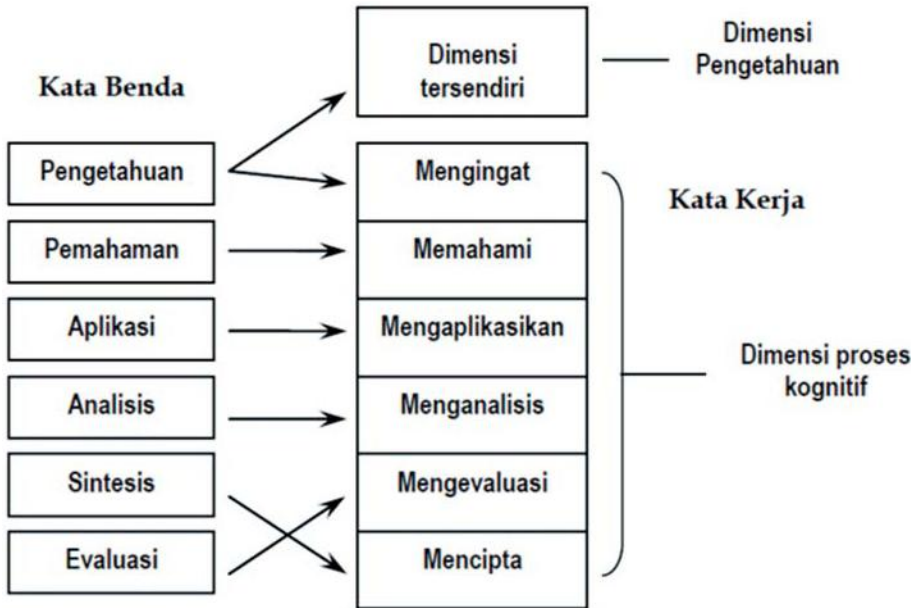 Kata Benda
Pengetahuan
Pemahaman
Aplikasi
Analisis
Sintesis
Evaluasi
Dimensi
tersendiri
Mengingat
Memahami
Mengaplikasikan
Menganalisis
Mengevaluasi
Mencipta
Dimensi
Pengetahuan
Kata Kerja
Dimensi proses
kognitif